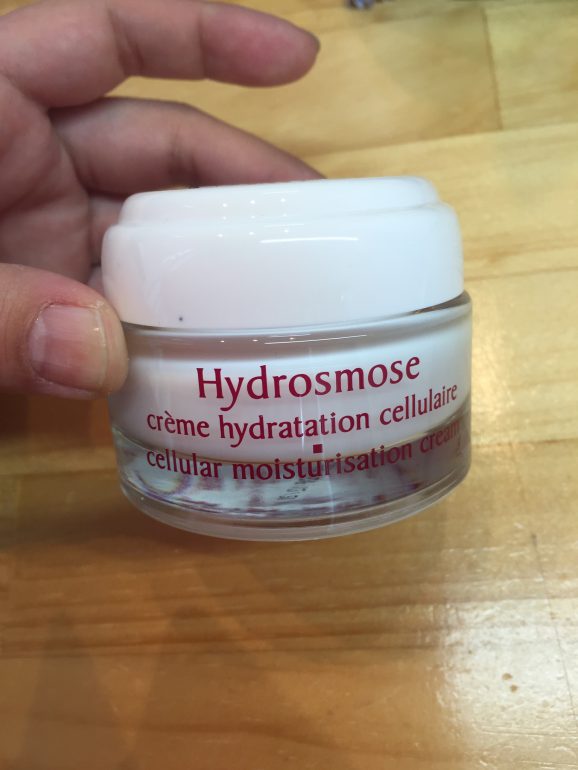 Hydrosmose
crème hydratation cellulaire
cellular moisturisation cream